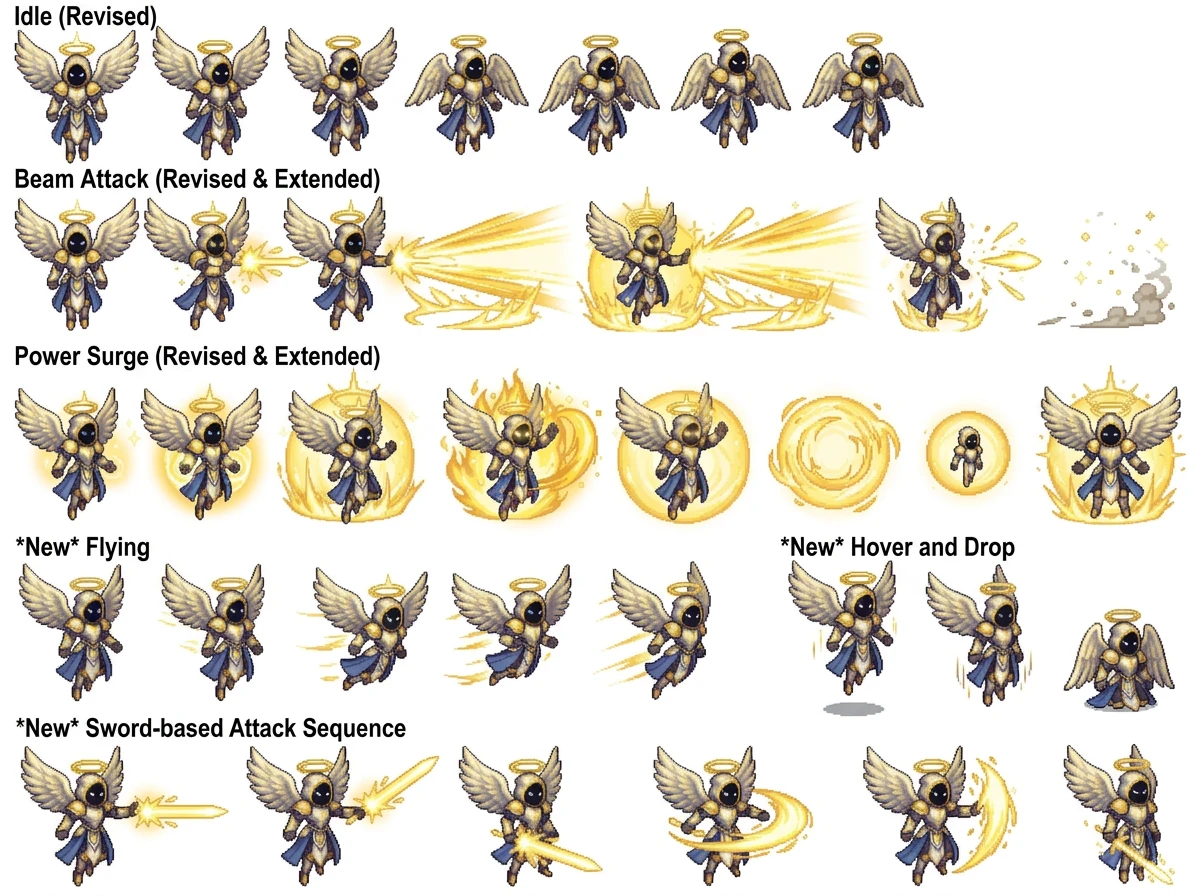 Idle (Revised)
Beam Attack (Revised & Extended)
Power Surge (Revised & Extended)
*New* Flying
*New* Hover and Drop
*New* Sword-based Attack Sequence